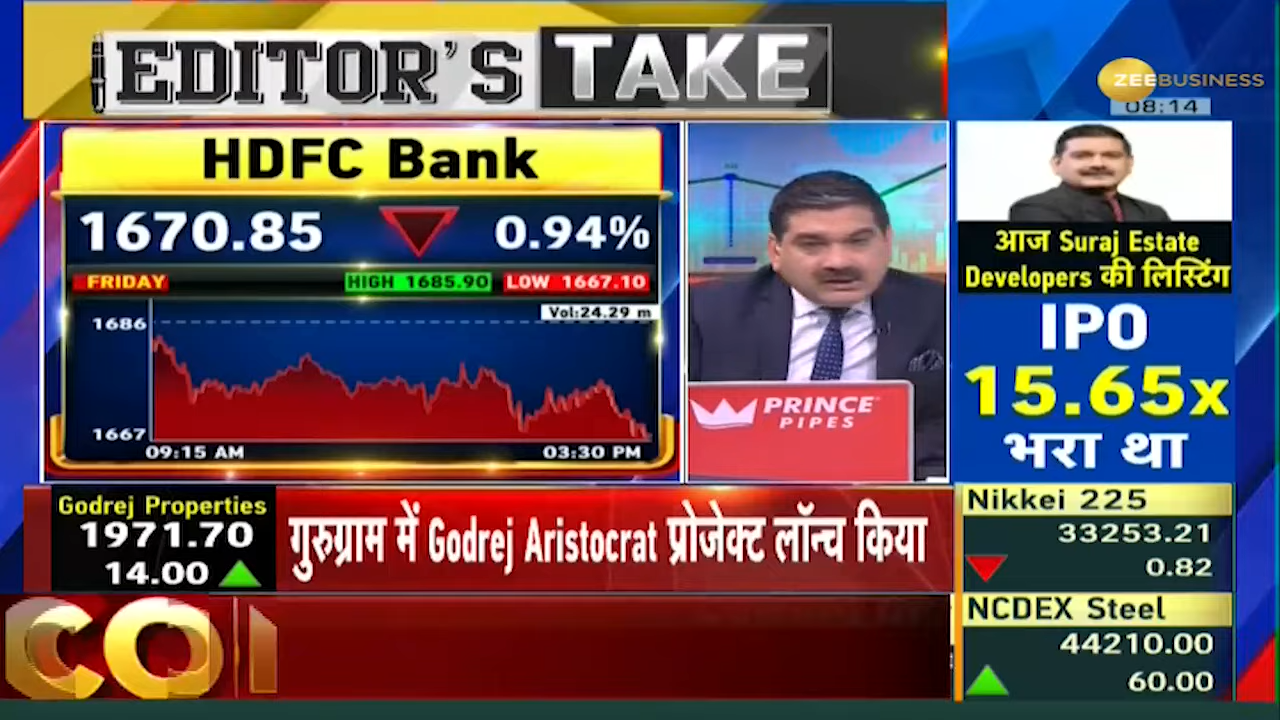 EDITOR'S TAKE
ZEEBUSINESS
08:14
HDFC Bank
1670.85 0.94%
FRIDAY HIGH 1685.90 LOW 1667.10
Vol:24.29 m
1686
1667
09:15 AM 03:30 PM
PRINCE
PIPES
आज Suraj Estate
Developers की लिस्टिंग
IPO
15.65x
भरा था
Godrej Properties
1971.70
14.00
गुरुग्राम में Godrej Aristocrat प्रोजेक्ट लॉन्च किया
Nikkei 225
33253.21
0.82
NCDEX Steel
44210.00
60.00